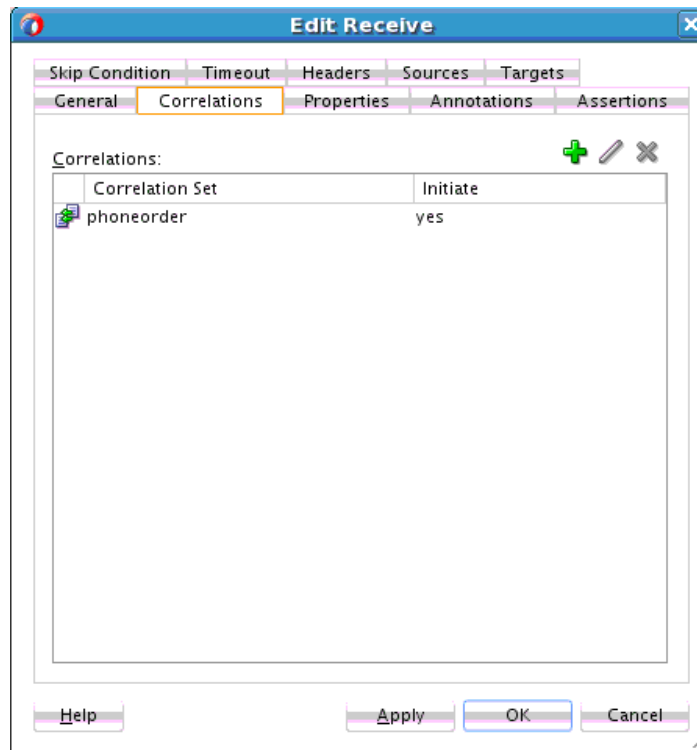 Edit Receive
Skip Condition Timeout Headers Sources Targets
General Correlations Properties Annotations Assertions
Correlations:
Correlation Set Initiate
phoneorder yes
Help Apply OK Cancel